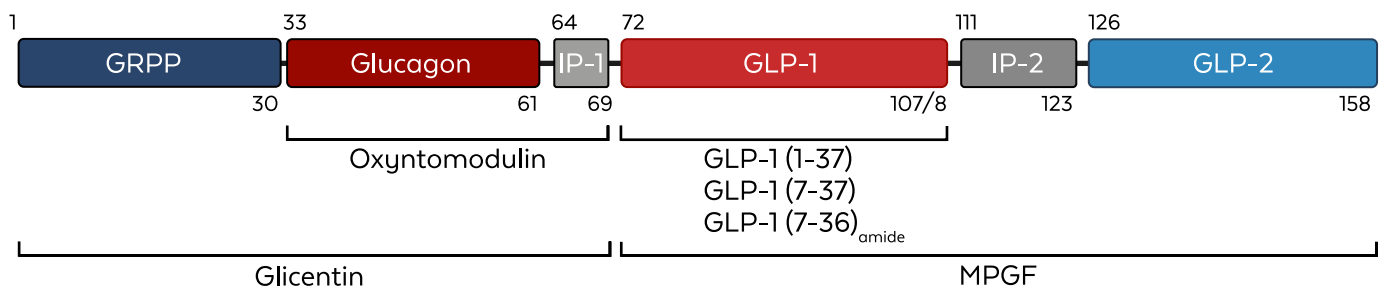 1 33 64 72 111 126
GRPP Glucagon IP-1 GLP-1 IP-2 GLP-2
30 61 69 107/8 123 158
Oxyntomodulin GLP-1 (1-37)
GLP-1 (7-37)
GLP-1 (7-36)amide
Glicentin MPGF